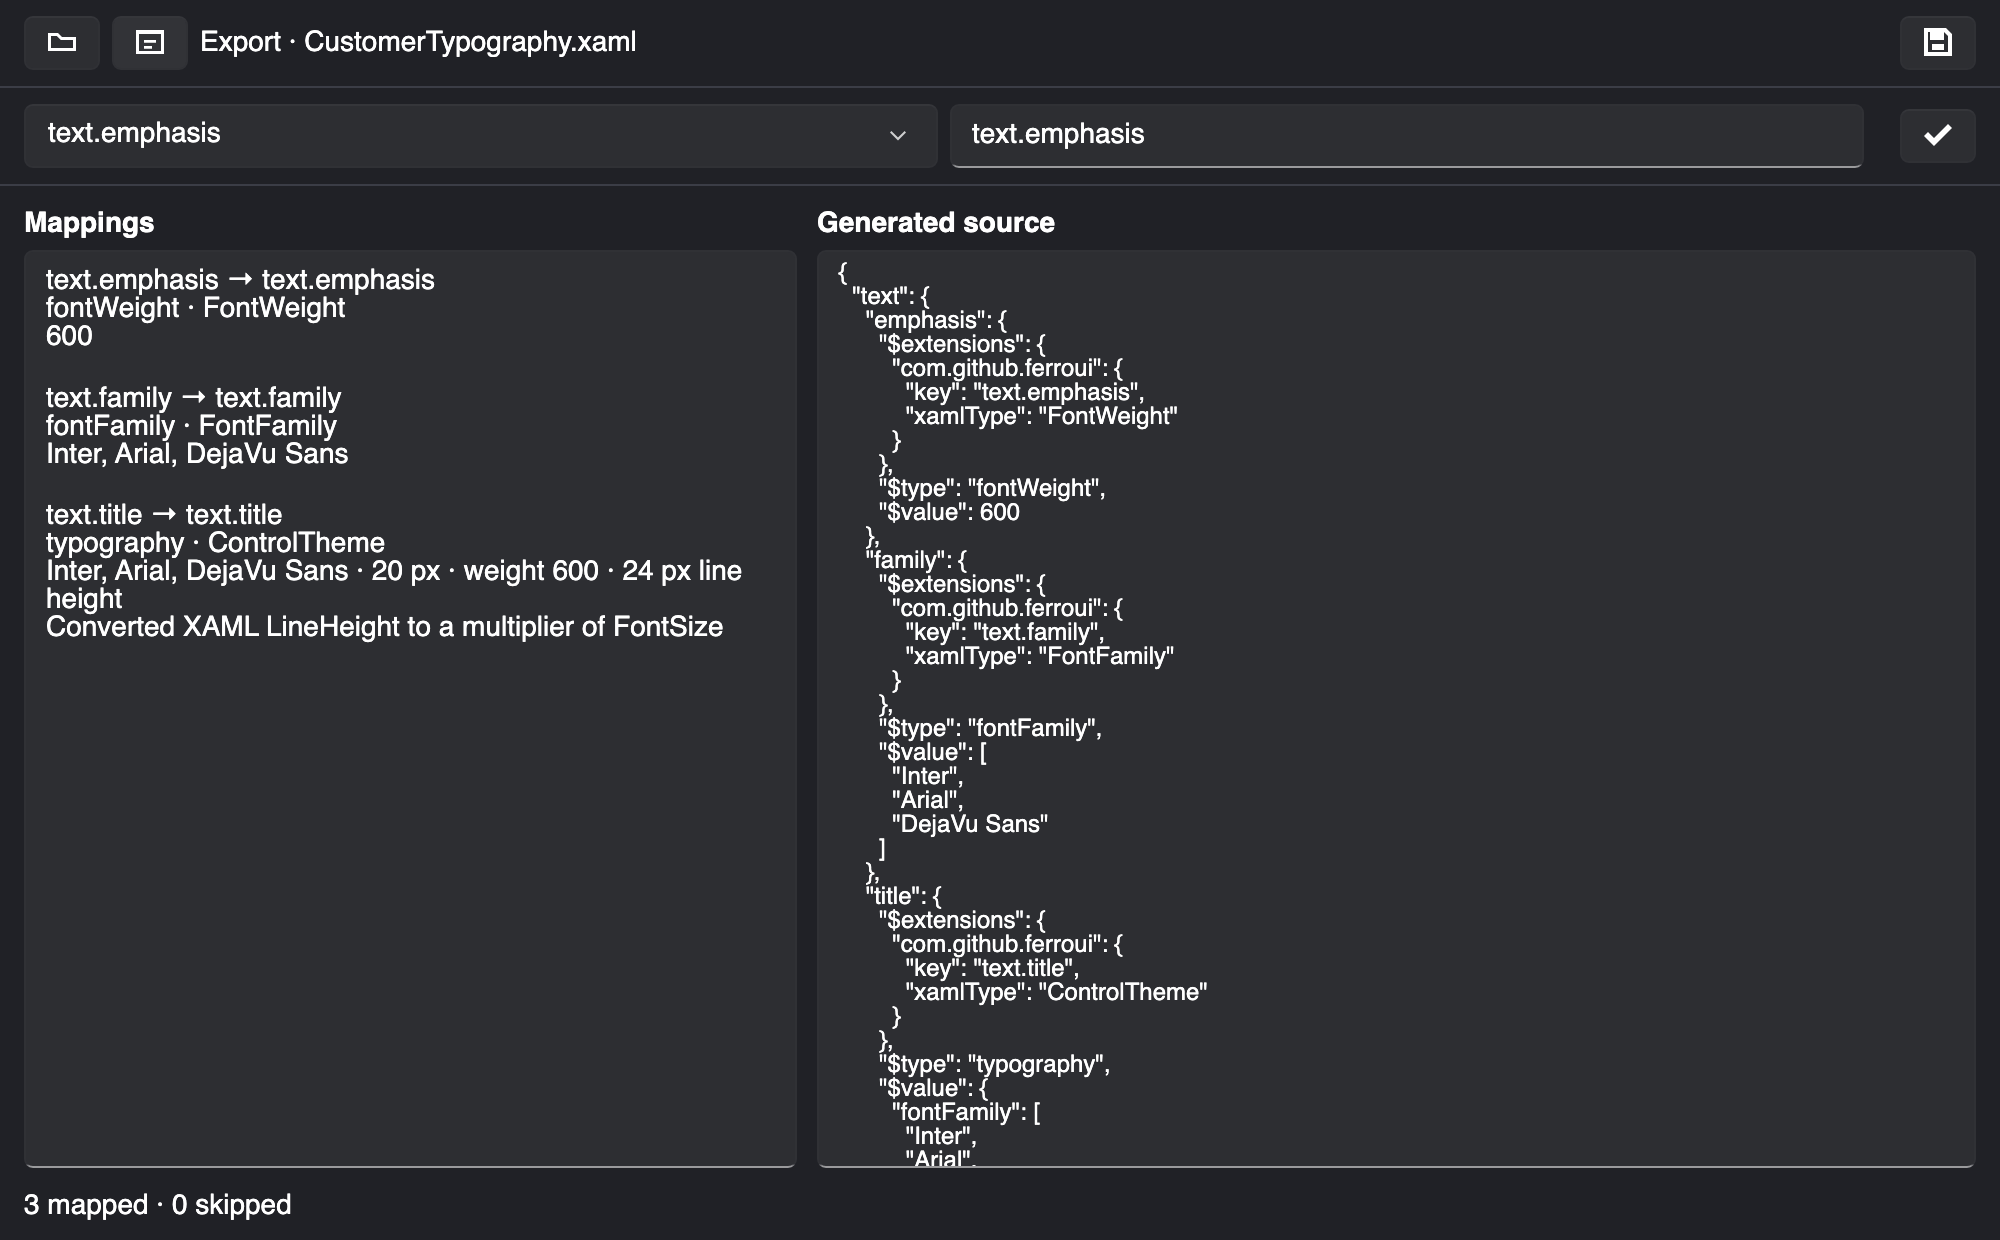 Export · CustomerTypography.xaml
text.emphasis
text.emphasis
Mappings
text.emphasis → text.emphasis
fontWeight · FontWeight
600
text.family → text.family
fontFamily · FontFamily
Inter, Arial, DejaVu Sans
text.title → text.title
typography · ControlTheme
Inter, Arial, DejaVu Sans · 20 px · weight 600 · 24 px line
height
Converted XAML LineHeight to a multiplier of FontSize
Generated source
{
"text": {
"emphasis": {
"$extensions": {
"com.github.ferroui": {
"key": "text.emphasis",
"xamlType": "FontWeight"
}
},
"$type": "fontWeight",
"$value": 600
},
"family": {
"$extensions": {
"com.github.ferroui": {
"key": "text.family",
"xamlType": "FontFamily"
}
},
"$type": "fontFamily",
"$value": [
"Inter",
"Arial",
"DejaVu Sans"
]
},
"title": {
"$extensions": {
"com.github.ferroui": {
"key": "text.title",
"xamlType": "ControlTheme"
}
},
"$type": "typography",
"$value": {
"fontFamily": [
"Inter",
"Arial",
3 mapped · 0 skipped